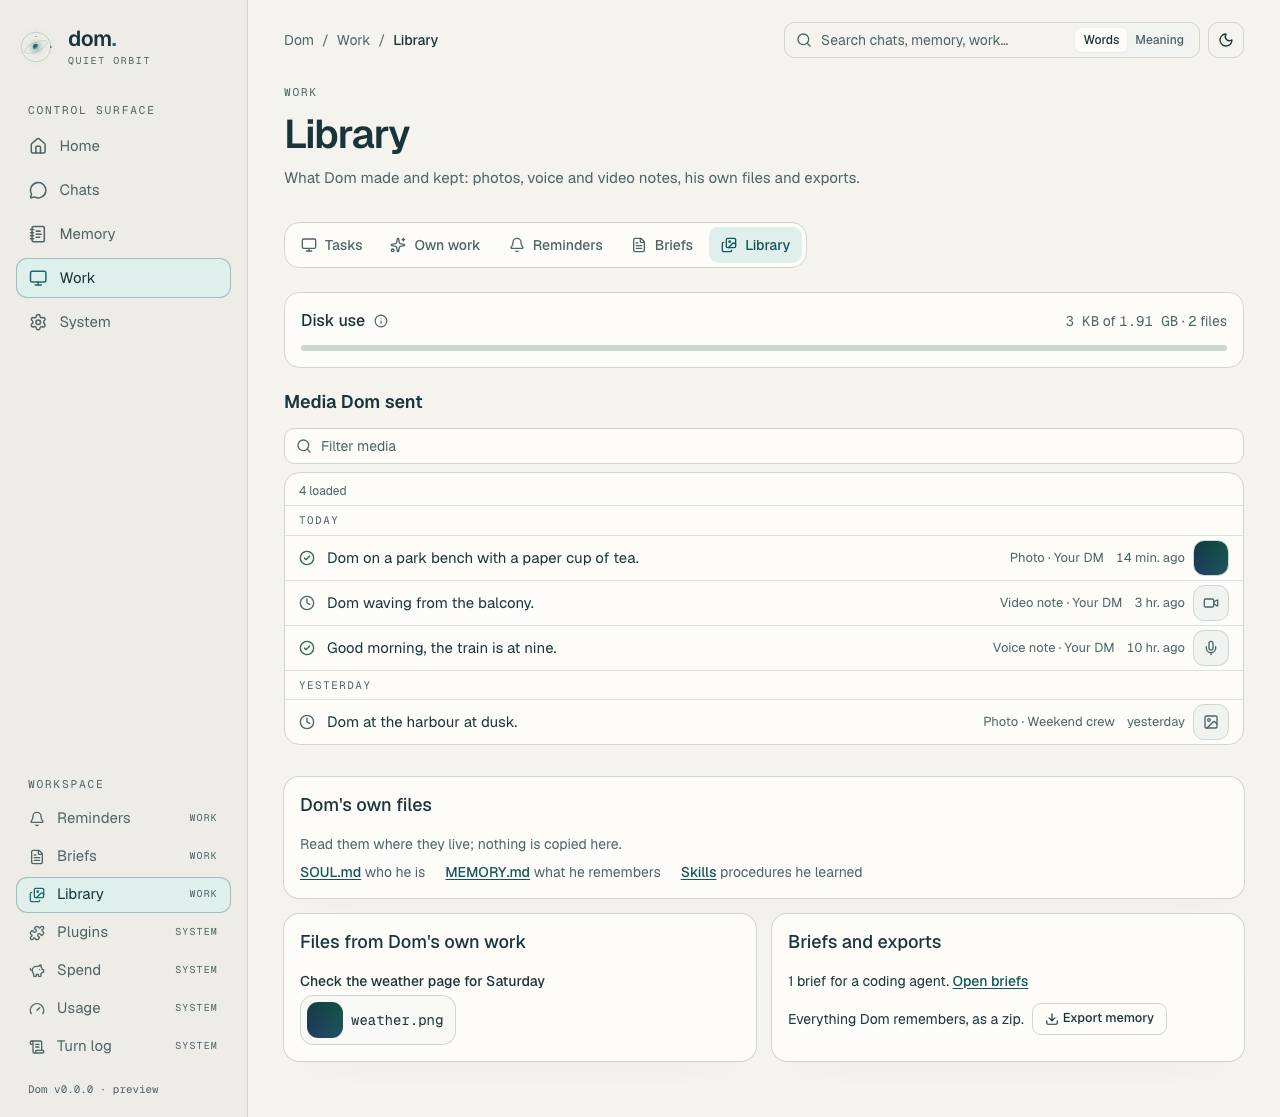 dom.
QUIET ORBIT
CONTROL SURFACE
Home
Chats
Memory
Work
System
WORKSPACE
Reminders WORK
Briefs WORK
Library WORK
Plugins SYSTEM
Spend SYSTEM
Usage SYSTEM
Turn log SYSTEM
Dom v0.0.0 · preview
Dom / Work / Library
Search chats, memory, work... Words Meaning
WORK
Library
What Dom made and kept: photos, voice and video notes, his own files and exports.
Tasks Own work Reminders Briefs Library
Disk use 3 KB of 1.91 GB · 2 files
Media Dom sent
Filter media
4 loaded
TODAY
Dom on a park bench with a paper cup of tea. Photo · Your DM 14 min. ago
Dom waving from the balcony. Video note · Your DM 3 hr. ago
Good morning, the train is at nine. Voice note · Your DM 10 hr. ago
YESTERDAY
Dom at the harbour at dusk. Photo · Weekend crew yesterday
Dom's own files
Read them where they live; nothing is copied here.
SOUL.md who he is MEMORY.md what he remembers Skills procedures he learned
Files from Dom's own work
Check the weather page for Saturday
weather.png
Briefs and exports
1 brief for a coding agent. Open briefs
Everything Dom remembers, as a zip. Export memory